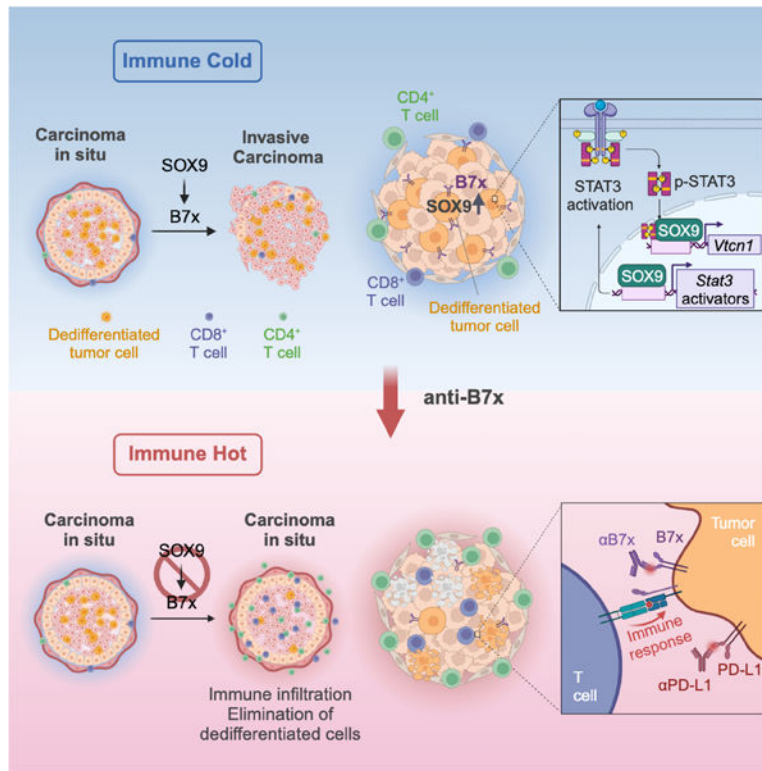 Immune Cold
Carcinoma
in situ
SOX9
B7x
Invasive
Carcinoma
Dedifferentiated
tumor cell
CD8⁺
T cell
CD4⁺
T cell
CD4⁺
T cell
B7x
SOX9
CD8⁺
T cell
Dedifferentiated
tumor cell
STAT3
activation
p-STAT3
SOX9
Vtcn1
SOX9
Stat3
activators
anti-B7x
Immune Hot
Carcinoma
in situ
SOX9
B7x
Carcinoma
in situ
Immune infiltration
Elimination of
dedifferentiated cells
Tumor
cell
αB7x
B7x
Immune
response
T
cell
αPD-L1
PD-L1